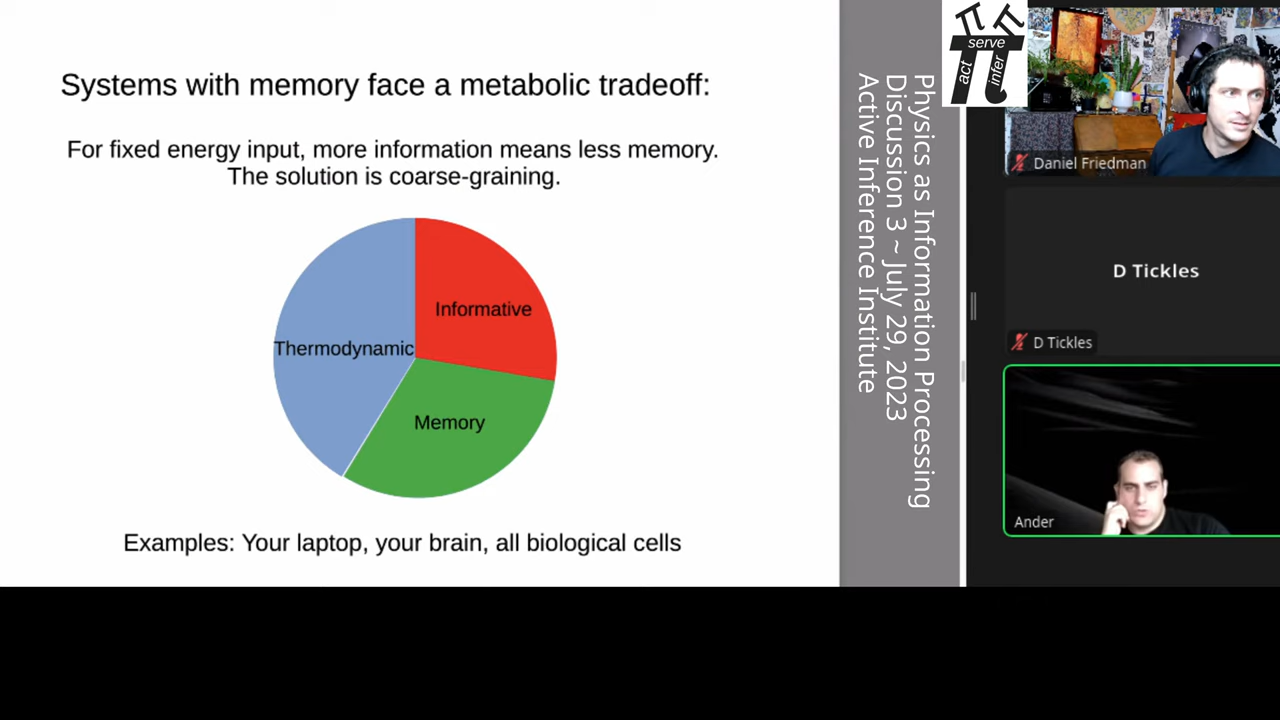 Systems with memory face a metabolic tradeoff:
For fixed energy input, more information means less memory.
The solution is coarse-graining.
Informative
Thermodynamic
Memory
Examples: Your laptop, your brain, all biological cells
Physics as Information Processing
Discussion 3 ~ July 29, 2023
Active Inference Institute
act
serve
infer
Daniel Friedman
D Tickles
D Tickles
Ander